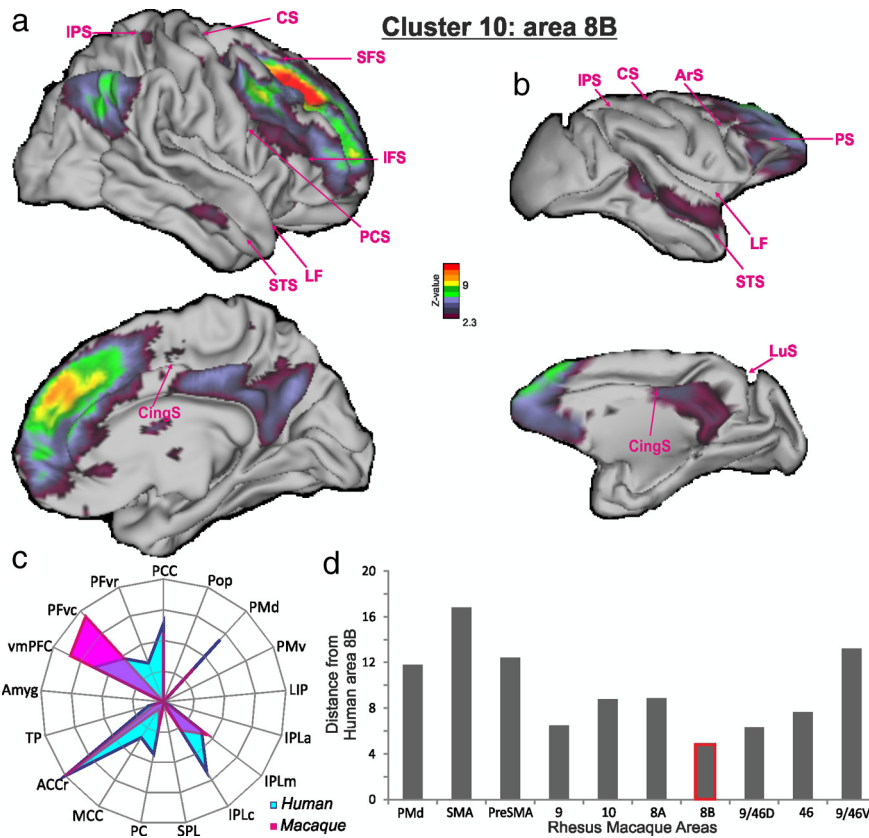 a
Cluster 10: area 8B
IPS
CS
SFS
IFS
PCS
LF
STS
CingS
b
IPS
CS
ArS
PS
LF
STS
LuS
CingS
Z-value
9
2.3
c
PCC
Pop
PMd
PMv
LIP
IPLa
IPLm
IPLc
SPL
PC
MCC
ACCr
TP
Amyg
vmPFC
PFvc
PFvr
Human
Macaque
d
Distance from
Human area 8B
20
16
12
8
4
0
PMd SMA PreSMA 9 10 8A 8B 9/46D 46 9/46V
Rhesus Macaque Areas